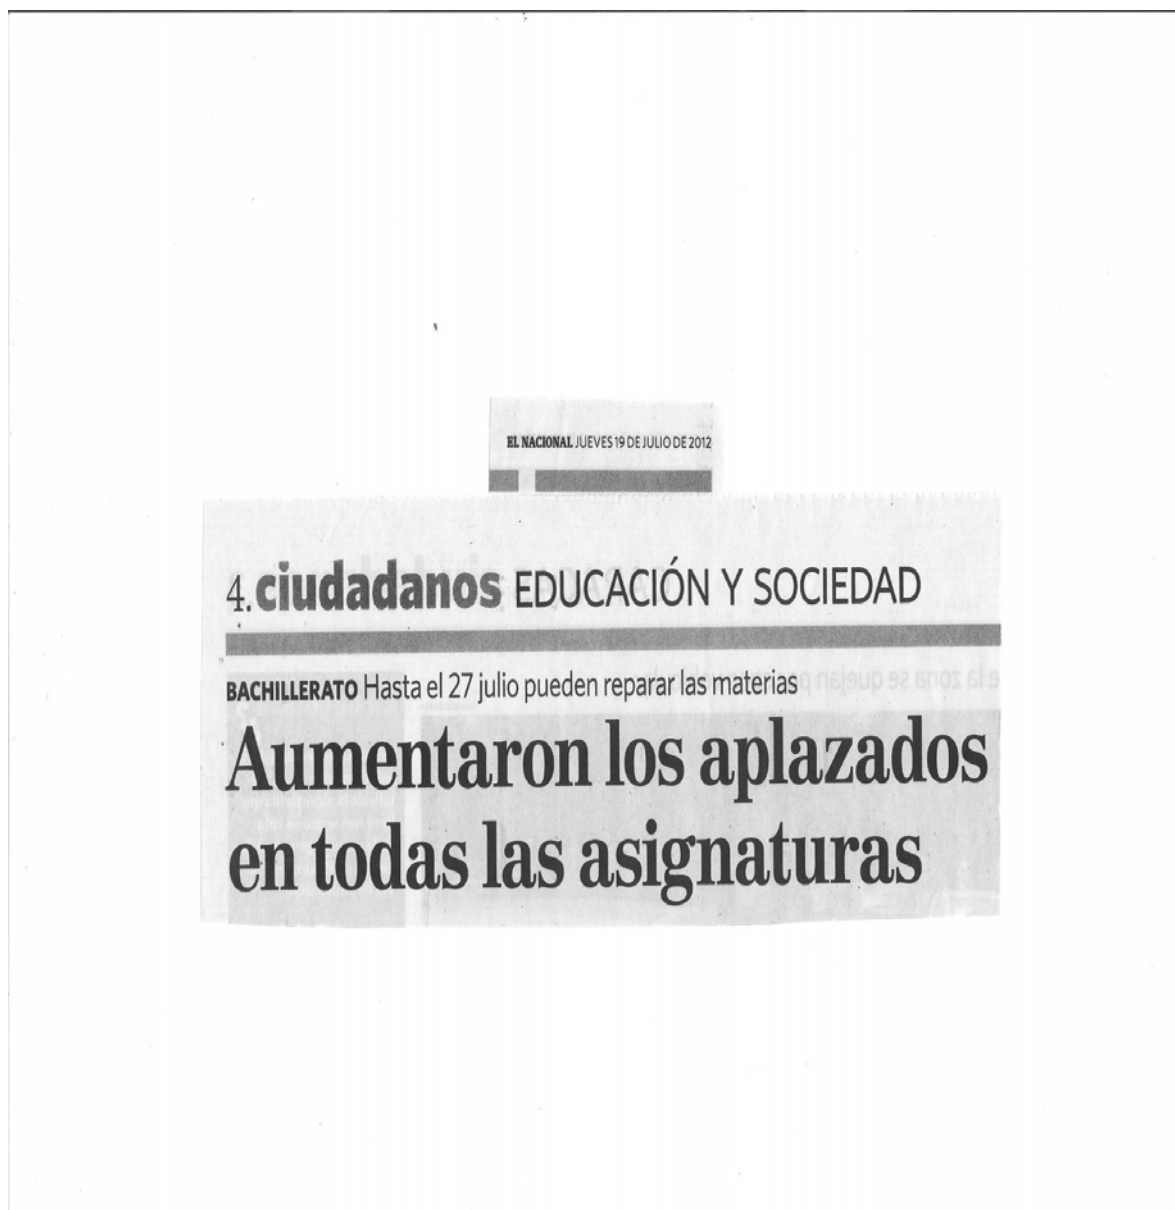 EL NACIONAL JUEVES 19 DE JULIO DE 2012
4. ciudadanos EDUCACIÓN Y SOCIEDAD
BACHILLERATO Hasta el 27 julio pueden reparar las materias
Aumentaron los aplazados
en todas las asignaturas